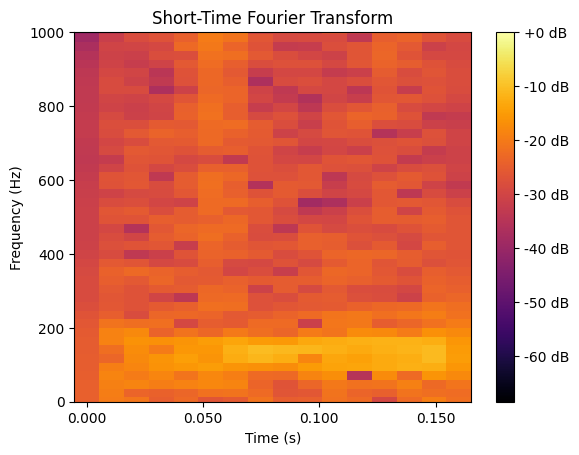 Short-Time Fourier Transform
Frequency (Hz)
1000
800
600
400
200
0
0.000
0.050
0.100
0.150
Time (s)
+0 dB
-10 dB
-20 dB
-30 dB
-40 dB
-50 dB
-60 dB